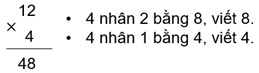 12
×
4
48
• 4 nhân 2 bằng 8, viết 8.
• 4 nhân 1 bằng 4, viết 4.